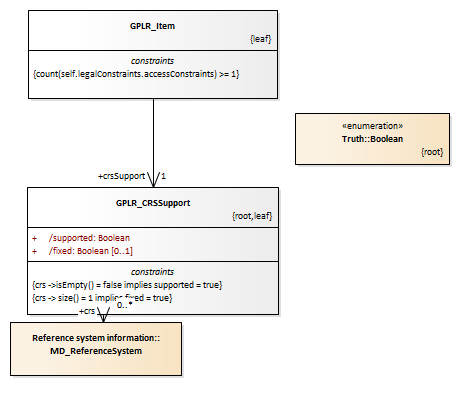 GPLR_Item
{leaf}
constraints
{count(self.legalConstraints.accessConstraints) >= 1}
«enumeration»
Truth::Boolean
{root}
+crsSupport
1
GPLR_CRSSupport
{root,leaf}
+ /supported: Boolean
+ /fixed: Boolean [0..1]
constraints
{crs ->isEmpty() = false implies supported = true}
{crs -> size() = 1 implies fixed = true}
+crs
0..*
Reference system information::
MD_ReferenceSystem